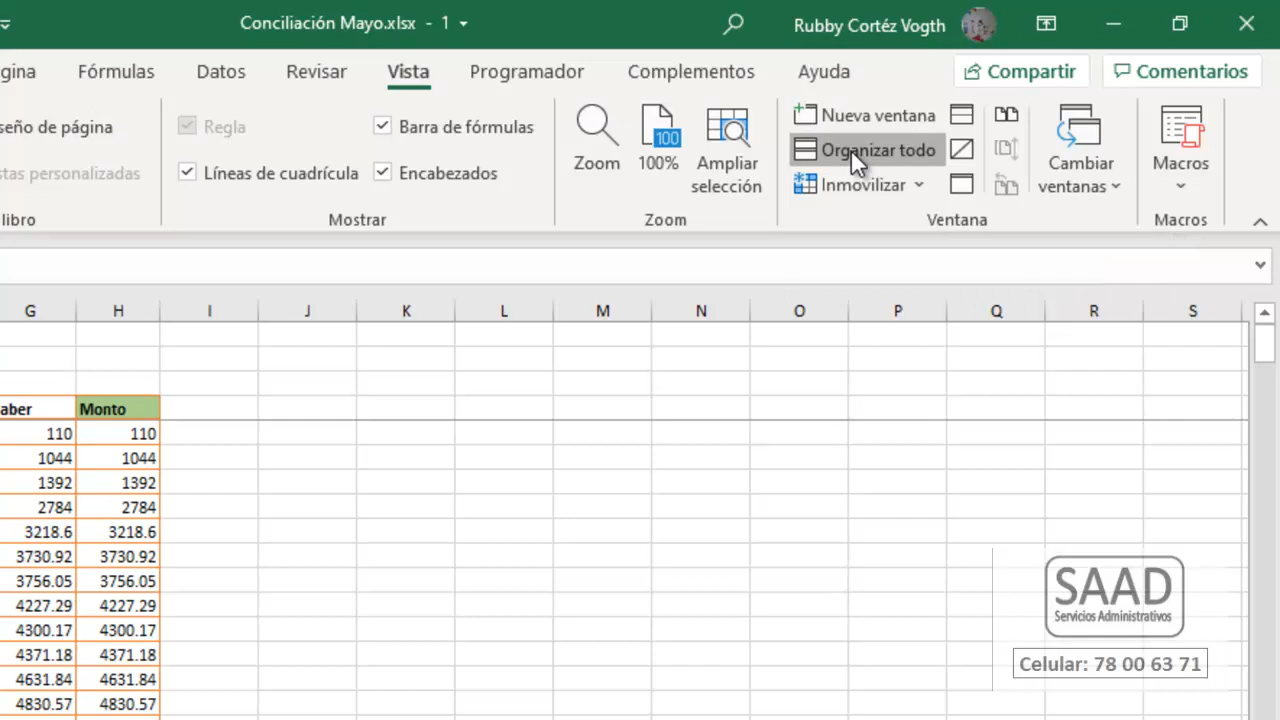 Conciliación Mayo.xlsx - 1
Rubby Cortéz Vogth
gina Fórmulas Datos Revisar Vista Programador Complementos Ayuda Compartir Comentarios
seño de página Regla Barra de fórmulas
stas personalizadas Líneas de cuadrícula Encabezados
Zoom 100 100% Ampliar selección
Nueva ventana
Organizar todo
Inmovilizar
Cambiar ventanas
Macros
libro Mostrar Zoom Ventana Macros
G H I J K L M N O P Q R S
aber Monto
110 110
1044 1044
1392 1392
2784 2784
3218.6 3218.6
3730.92 3730.92
3756.05 3756.05
4227.29 4227.29
4300.17 4300.17
4371.18 4371.18
4631.84 4631.84
4830.57 4830.57
SAAD
Servicios Administrativos
Celular: 78 00 63 71